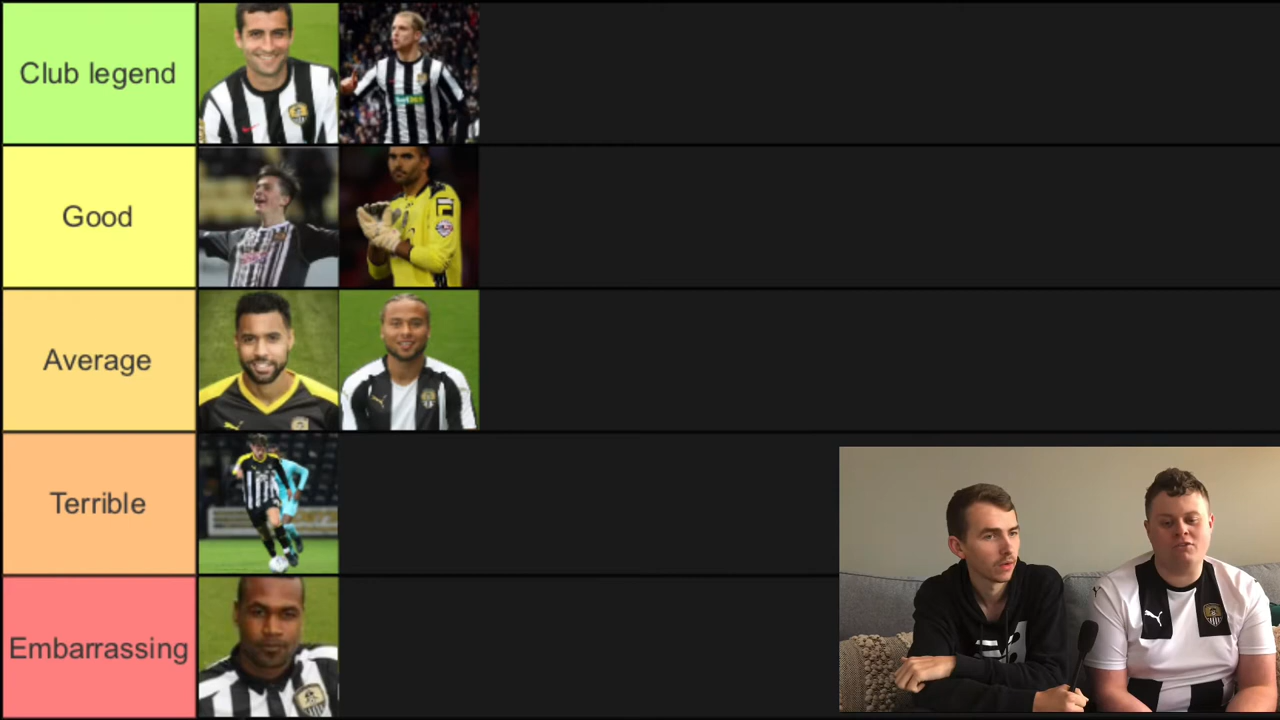 Club legend
Good
Average
Terrible
Embarrassing